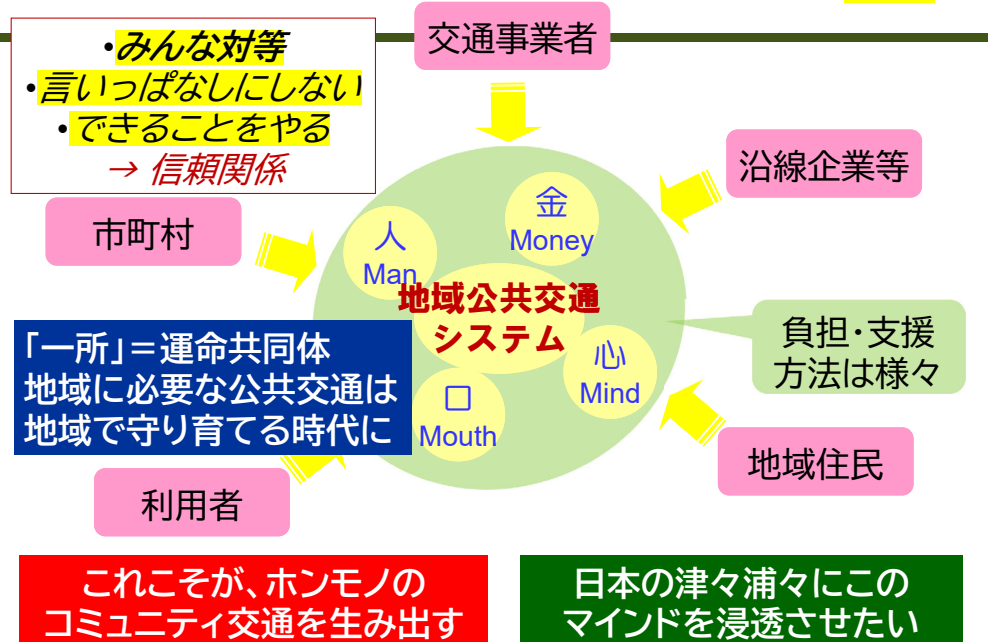 交通事業者
•みんな対等
•言いっぱなしにしない
•できることをやる
→ 信頼関係
沿線企業等
市町村
人
Man
金
Money
地域公共交通
システム
心
Mind
口
Mouth
負担・支援
方法は様々
「一所」＝運命共同体
地域に必要な公共交通は
地域で守り育てる時代に
地域住民
利用者
これこそが、ホンモノの
コミュニティ交通を生み出す
日本の津々浦々にこの
マインドを浸透させたい